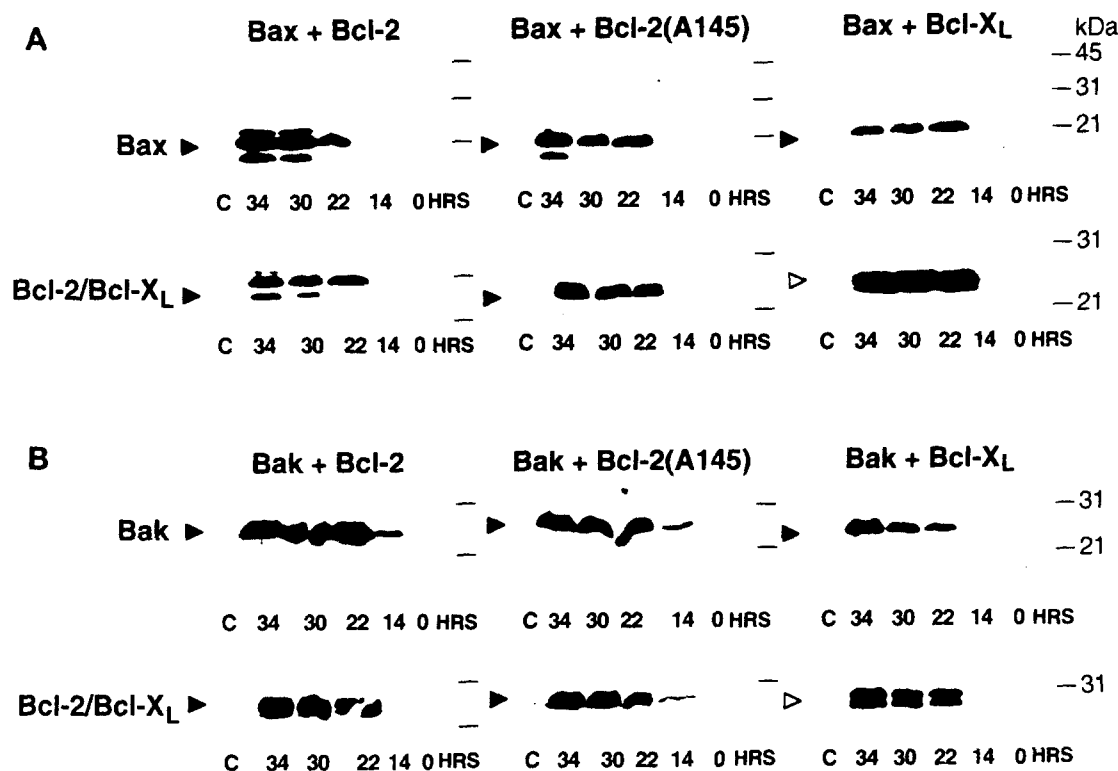 A
Bax + Bcl-2
Bax + Bcl-2(A145)
Bax + Bcl-XL
kDa
45
31
21
Bax
C 34 30 22 14 0 HRS
C 34 30 22 14 0 HRS
C 34 30 22 14 0 HRS
31
Bcl-2/Bcl-XL
21
C 34 30 22 14 0 HRS
C 34 30 22 14 0 HRS
C 34 30 22 14 0 HRS
B
Bak + Bcl-2
Bak + Bcl-2(A145)
Bak + Bcl-XL
31
Bak
21
C 34 30 22 14 0 HRS
C 34 30 22 14 0 HRS
C 34 30 22 14 0 HRS
31
Bcl-2/Bcl-XL
C 34 30 22 14 0 HRS
C 34 30 22 14 0 HRS
C 34 30 22 14 0 HRS